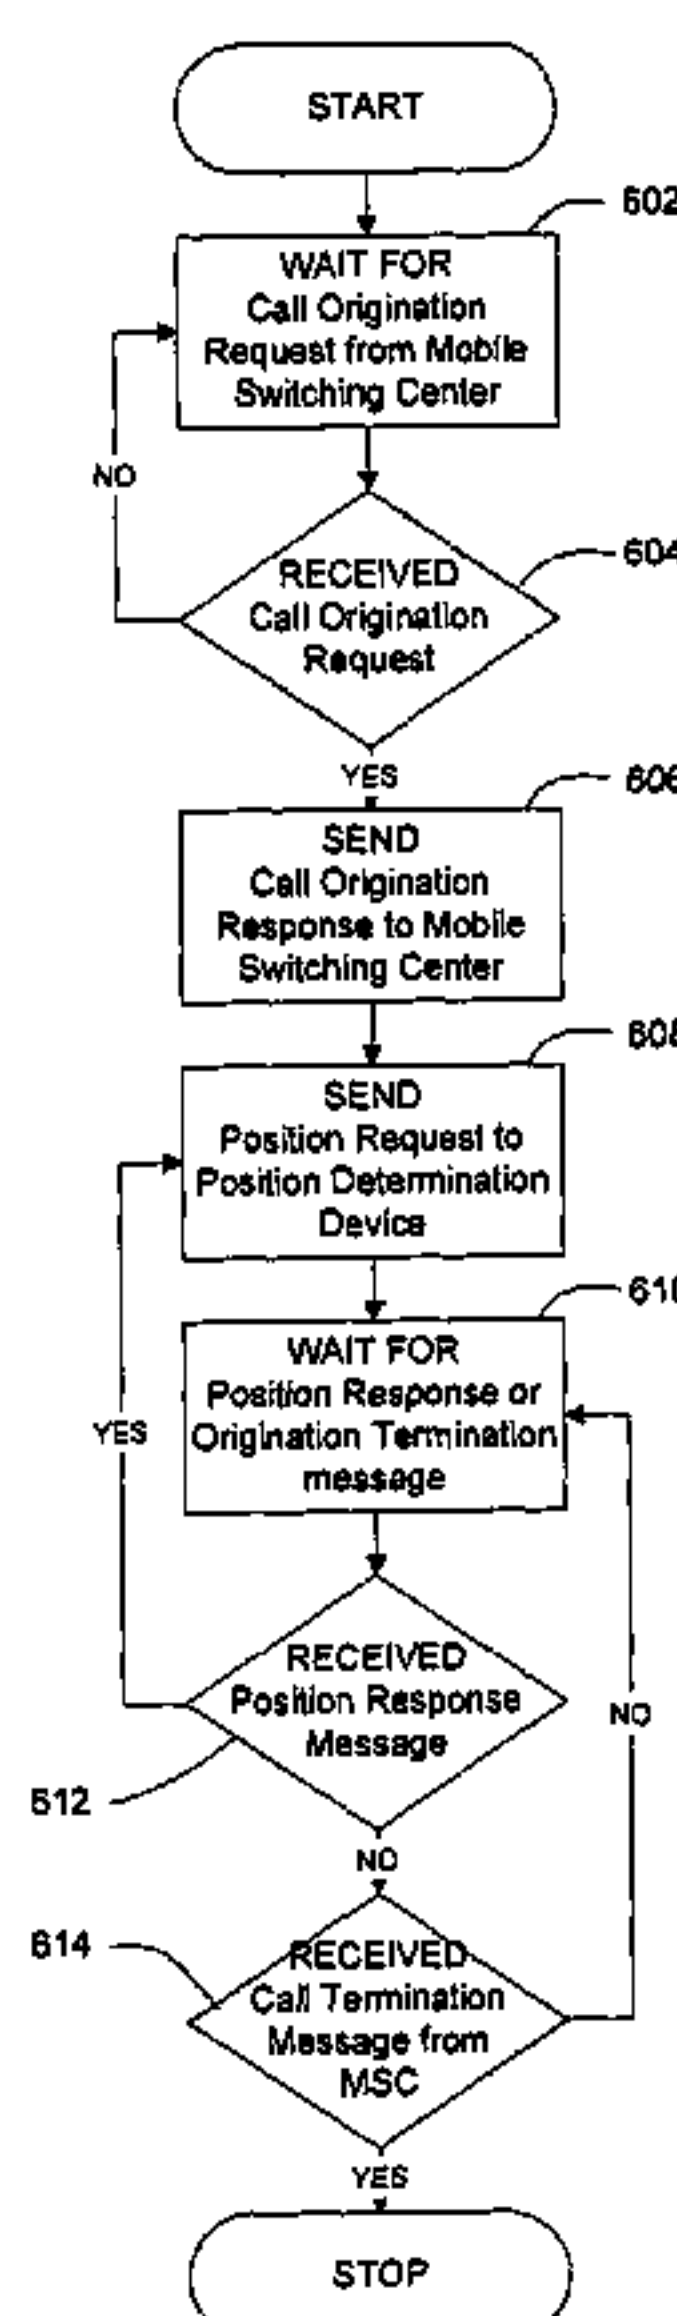 START
602
WAIT FOR
Call Origination
Request from Mobile
Switching Center
NO
604
RECEIVED
Call Origination
Request
YES
606
SEND
Call Origination
Response to Mobile
Switching Center
608
SEND
Position Request to
Position Determination
Device
610
WAIT FOR
Position Response or
Origination Termination
message
YES
RECEIVED
Position Response
Message
NO
612
NO
614
RECEIVED
Call Termination
Message from
MSC
YES
STOP